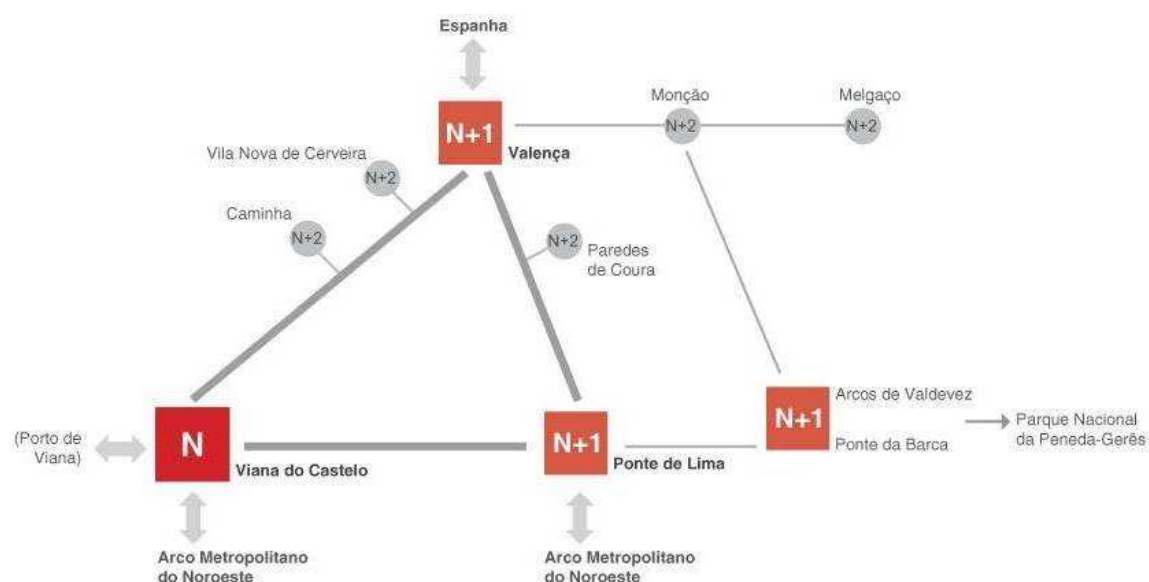 Espanha
N+1
Valença
Monção
N+2
Melgaço
N+2
Vila Nova de Cerveira
N+2
Caminha
N+2
N+2
Paredes
de Coura
(Porto de
Viana)
N
Viana do Castelo
N+1
Ponte de Lima
N+1
Arcos de Valdevez
Ponte da Barca
Parque Nacional
da Peneda-Gerês
Arco Metropolitano
do Noroeste
Arco Metropolitano
do Noroeste